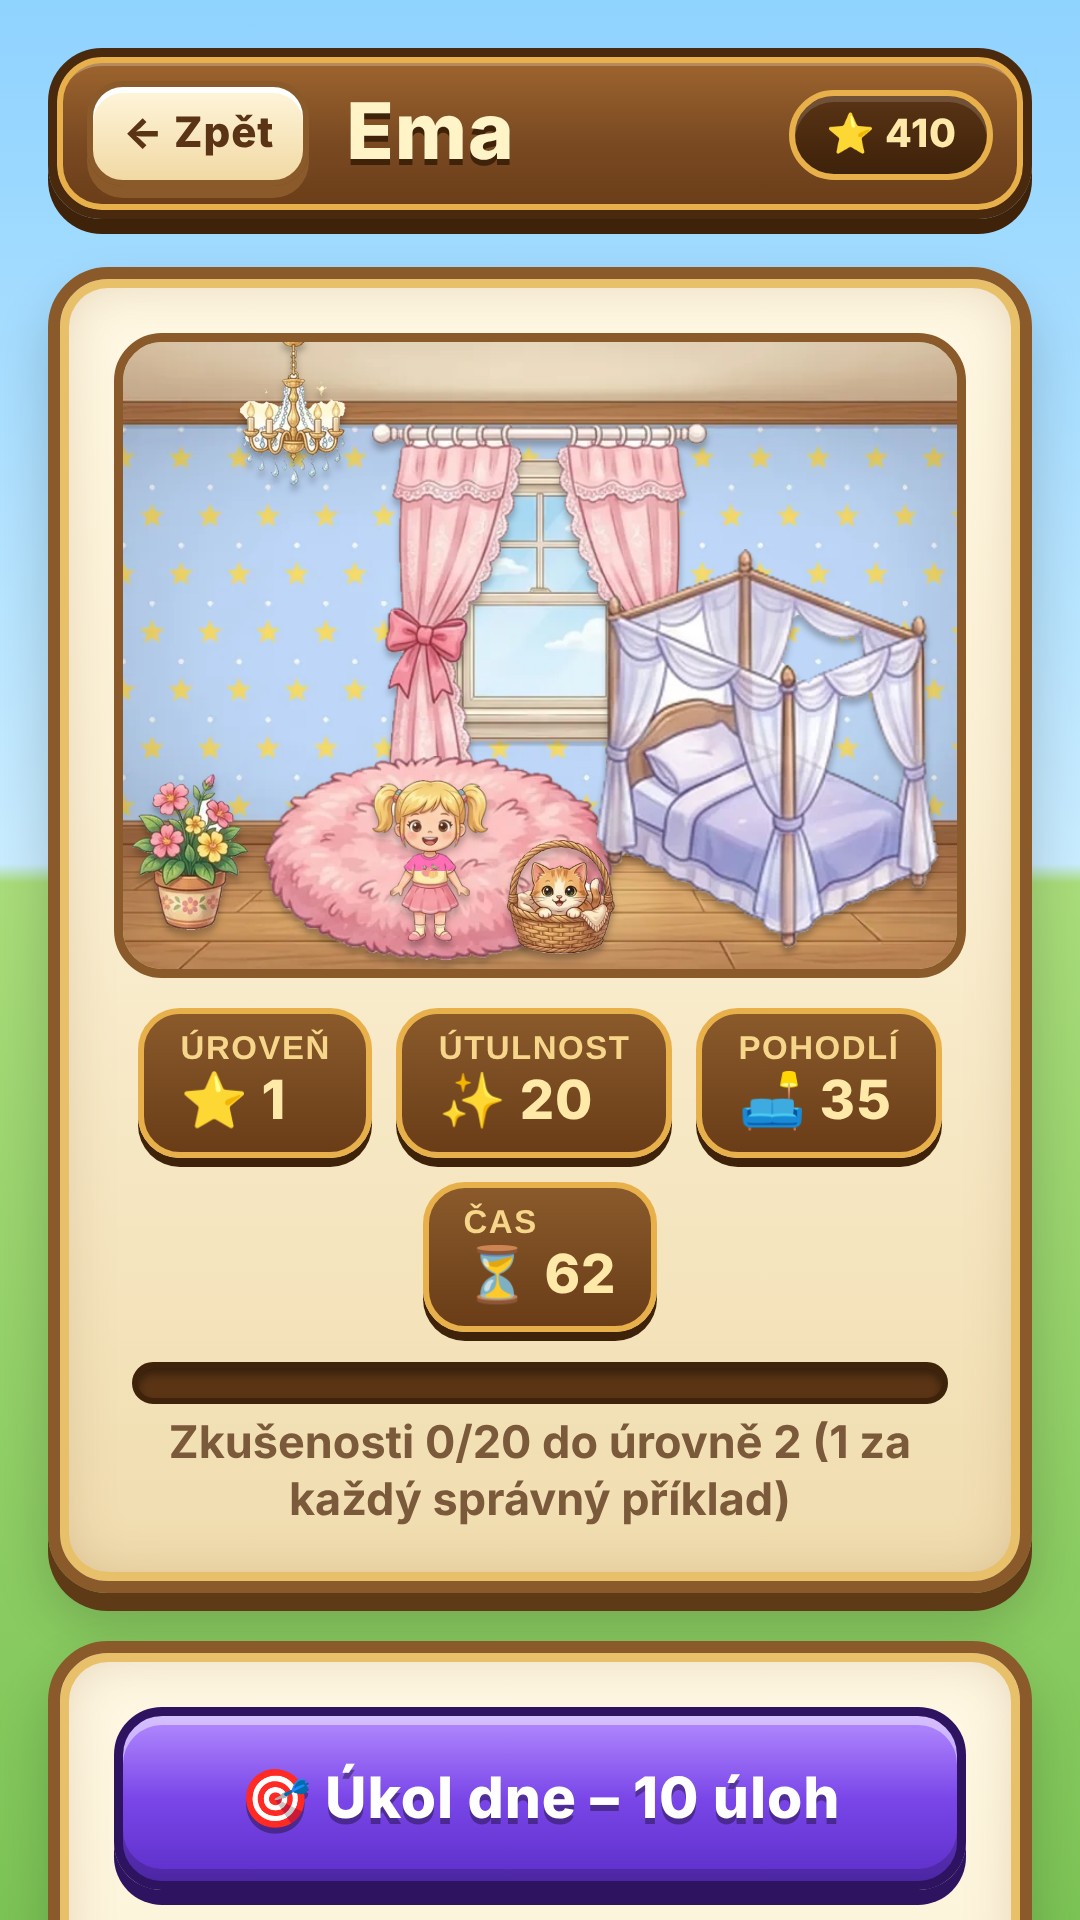 ← Zpět
Ema
⭐ 410
ÚROVEŇ
⭐ 1
ÚTULNOST
✨ 20
POHODLÍ
🛋️ 35
ČAS
⏳ 62
Zkušenosti 0/20 do úrovně 2 (1 za
každý správný příklad)
🎯 Úkol dne – 10 úloh